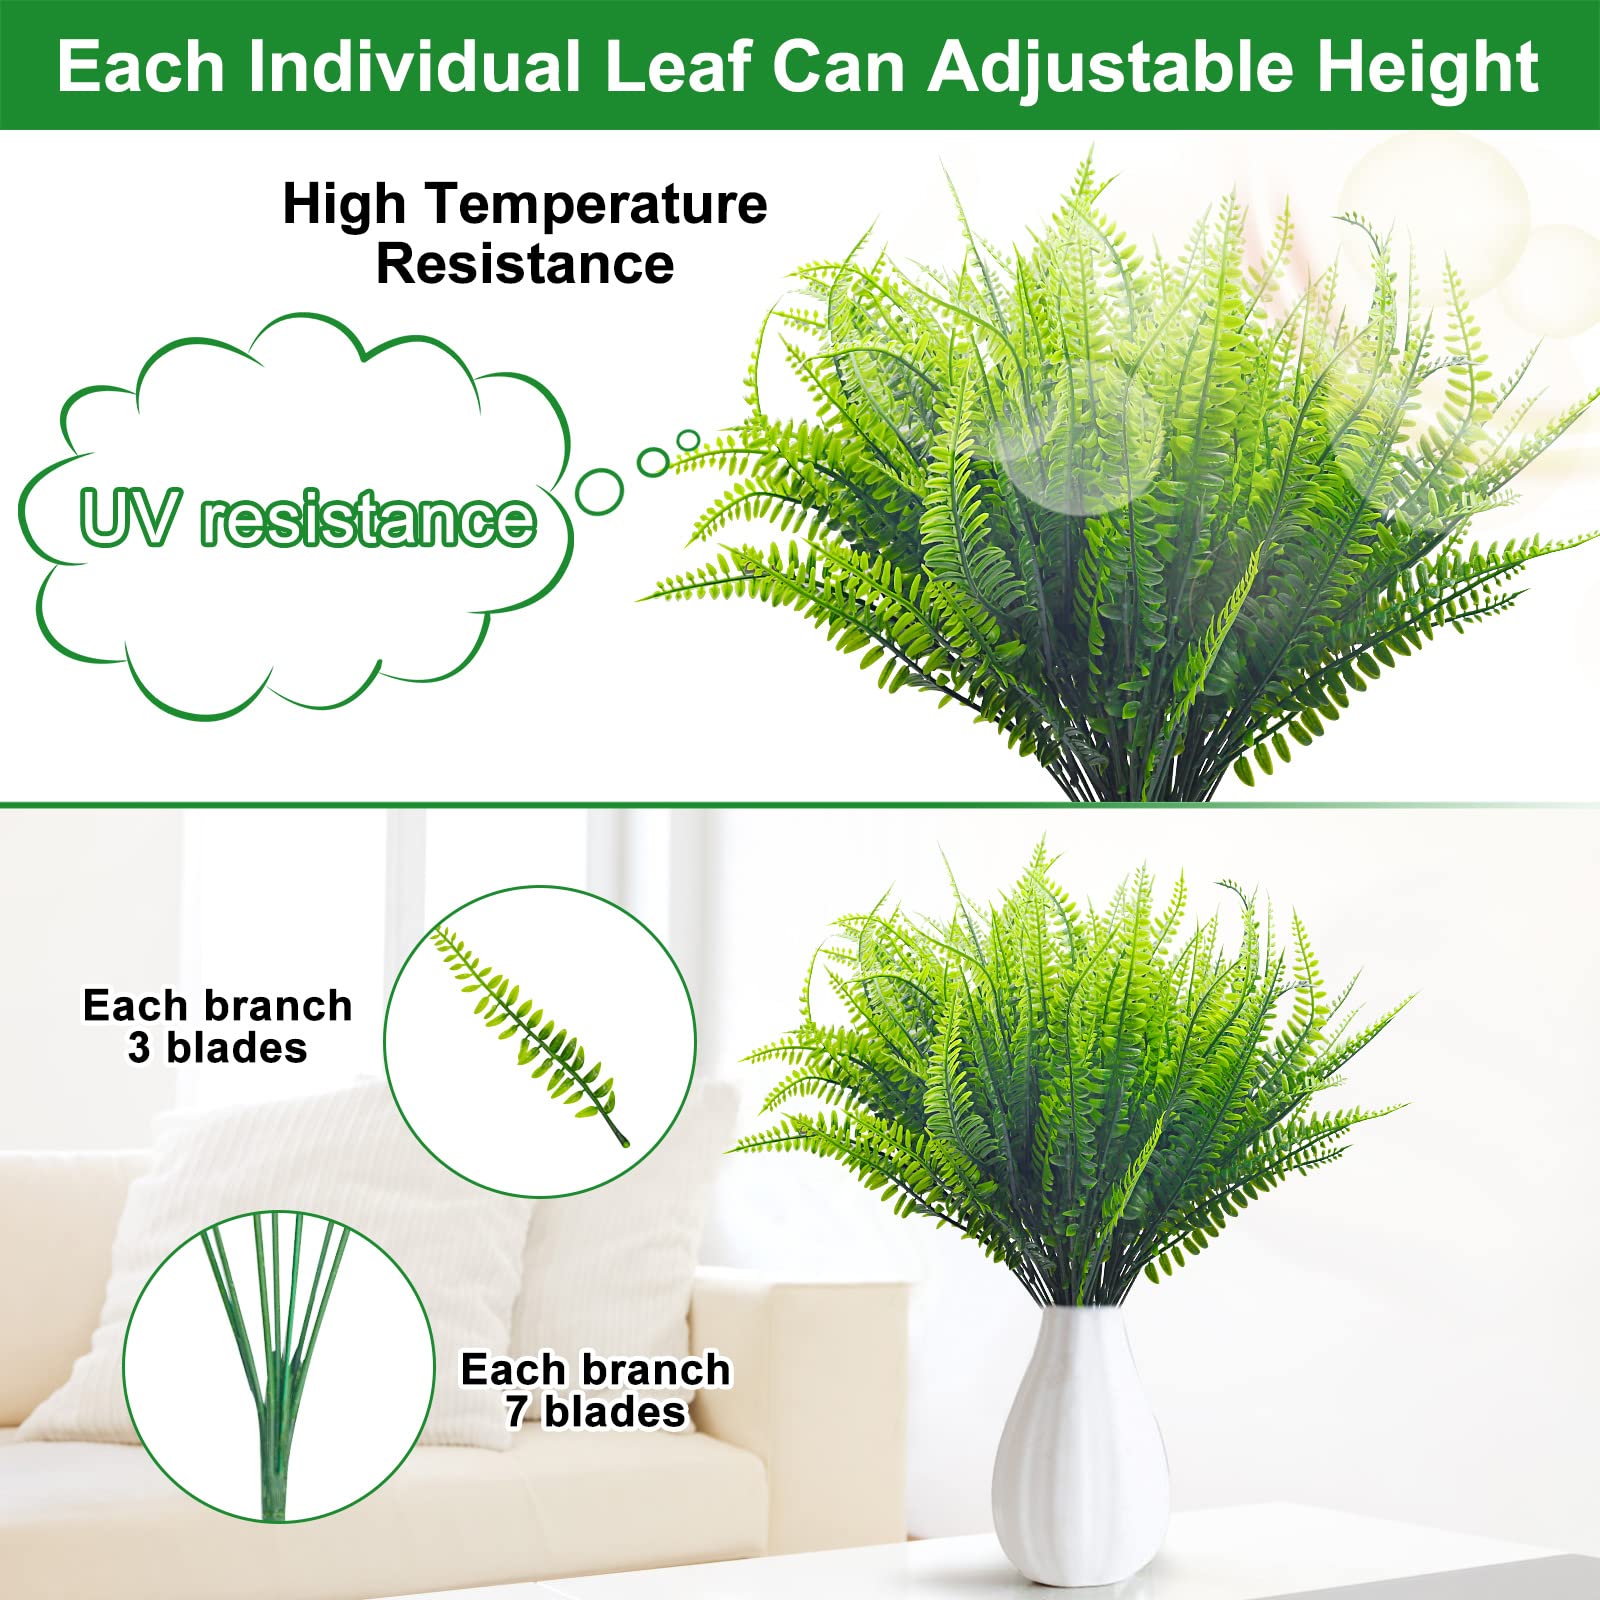 Each Individual Leaf Can Adjustable Height
High Temperature
Resistance
UV resistance
Each branch
3 blades
Each branch
7 blades